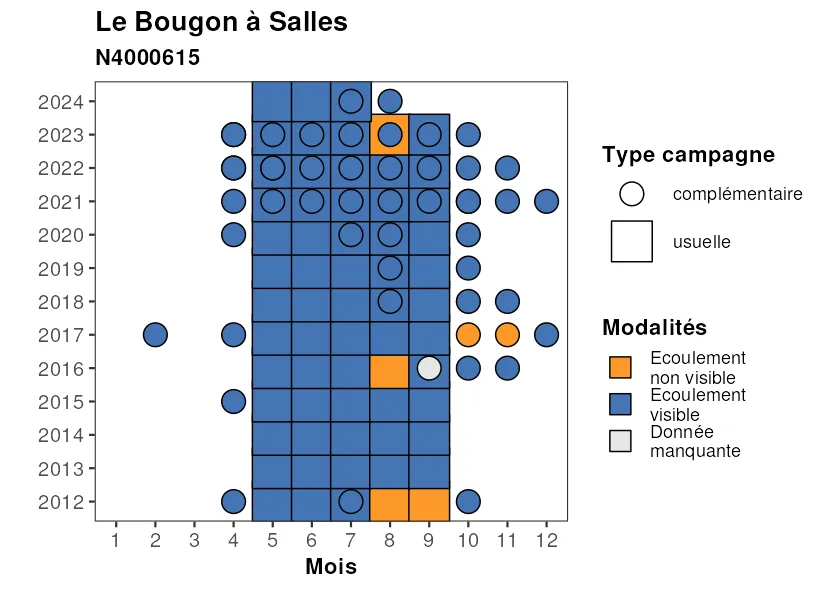 Le Bougon à Salles
N4000615
2024
2023
2022
2021
2020
2019
2018
2017
2016
2015
2014
2013
2012
1 2 3 4 5 6 7 8 9 10 11 12
Mois
Type campagne
complémentaire
usuelle
Modalités
Ecoulement
non visible
Ecoulement
visible
Donnée
manquante